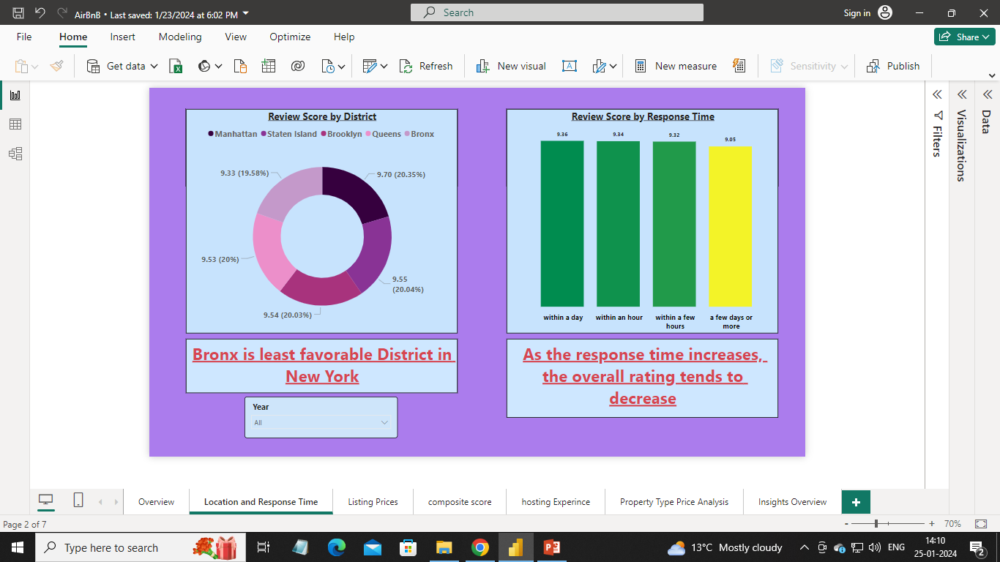 AirBnB • Last saved: 1/23/2024 at 6:02 PM
Search
Sign in
File Home Insert Modeling View Optimize Help
Share
Get data
Refresh
New visual
New measure
Sensitivity
Publish
Review Score by District
Manhattan Staten Island Brooklyn Queens Bronx
9.33 (19.58%)
9.70 (20.35%)
9.53 (20%)
9.55
(20.04%)
9.54 (20.03%)
Bronx is least favorable District in
New York
Year
All
Review Score by Response Time
9.36 9.34 9.32 9.05
within a day within an hour within a few
hours
a few days or
more
As the response time increases,
the overall rating tends to
decrease
Filters
Visualizations
Data
Overview Location and Response Time Listing Prices composite score hosting Experince Property Type Price Analysis Insights Overview
Page 2 of 7
70%
Type here to search
13°C Mostly cloudy
ENG
14:10
25-01-2024
2